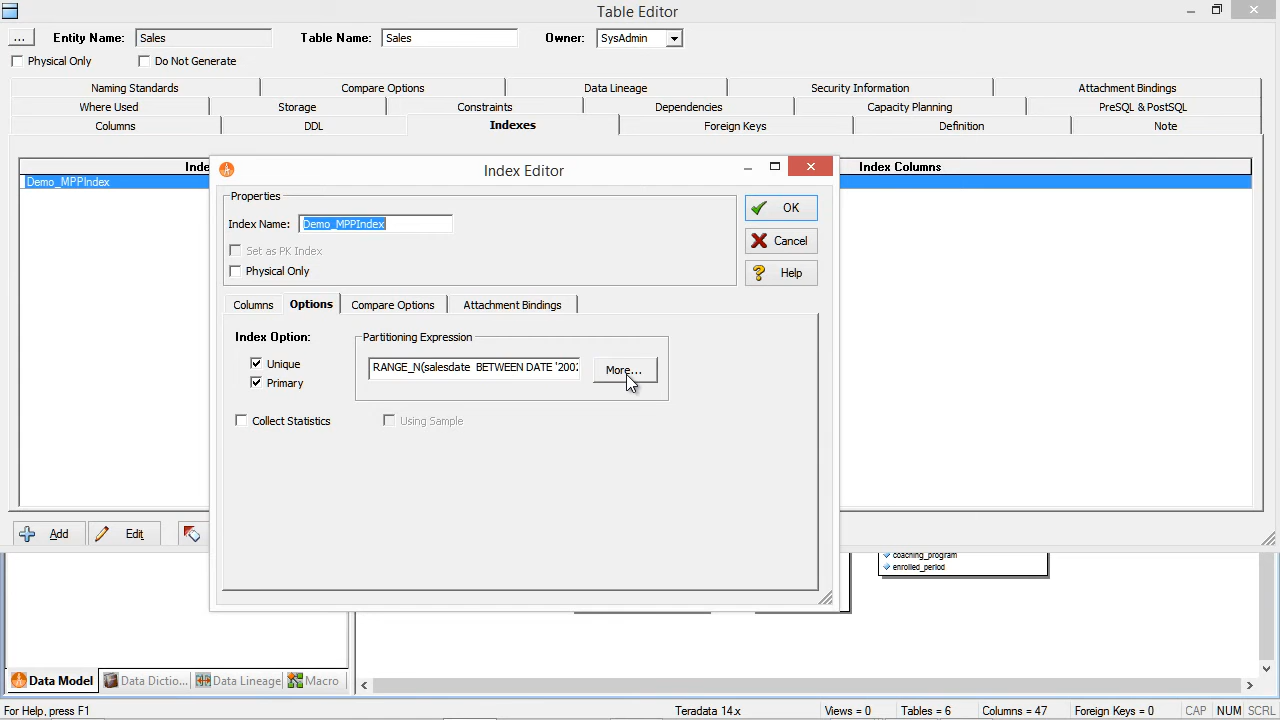 Table Editor
... Entity Name: Sales Table Name: Sales Owner: SysAdmin
Physical Only Do Not Generate
Naming Standards Compare Options Data Lineage Security Information Attachment Bindings
Where Used Storage Constraints Dependencies Capacity Planning PreSQL & PostSQL
Columns DDL Indexes Foreign Keys Definition Note
Inde Index Columns
Demo_MPPIndex
Index Editor
Properties
Index Name: Demo_MPPIndex
Set as PK Index
Physical Only
OK
Cancel
Help
Columns Options Compare Options Attachment Bindings
Index Option:
Unique
Primary
Partitioning Expression
RANGE_N(salesdate BETWEEN DATE '2002
More...
Collect Statistics Using Sample
Add Edit
coaching_program
enrolled_period
Data Model Data Dictio... Data Lineage Macro
For Help, press F1 Teradata 14.x Views = 0 Tables = 6 Columns = 47 Foreign Keys = 0 CAP NUM SCRL